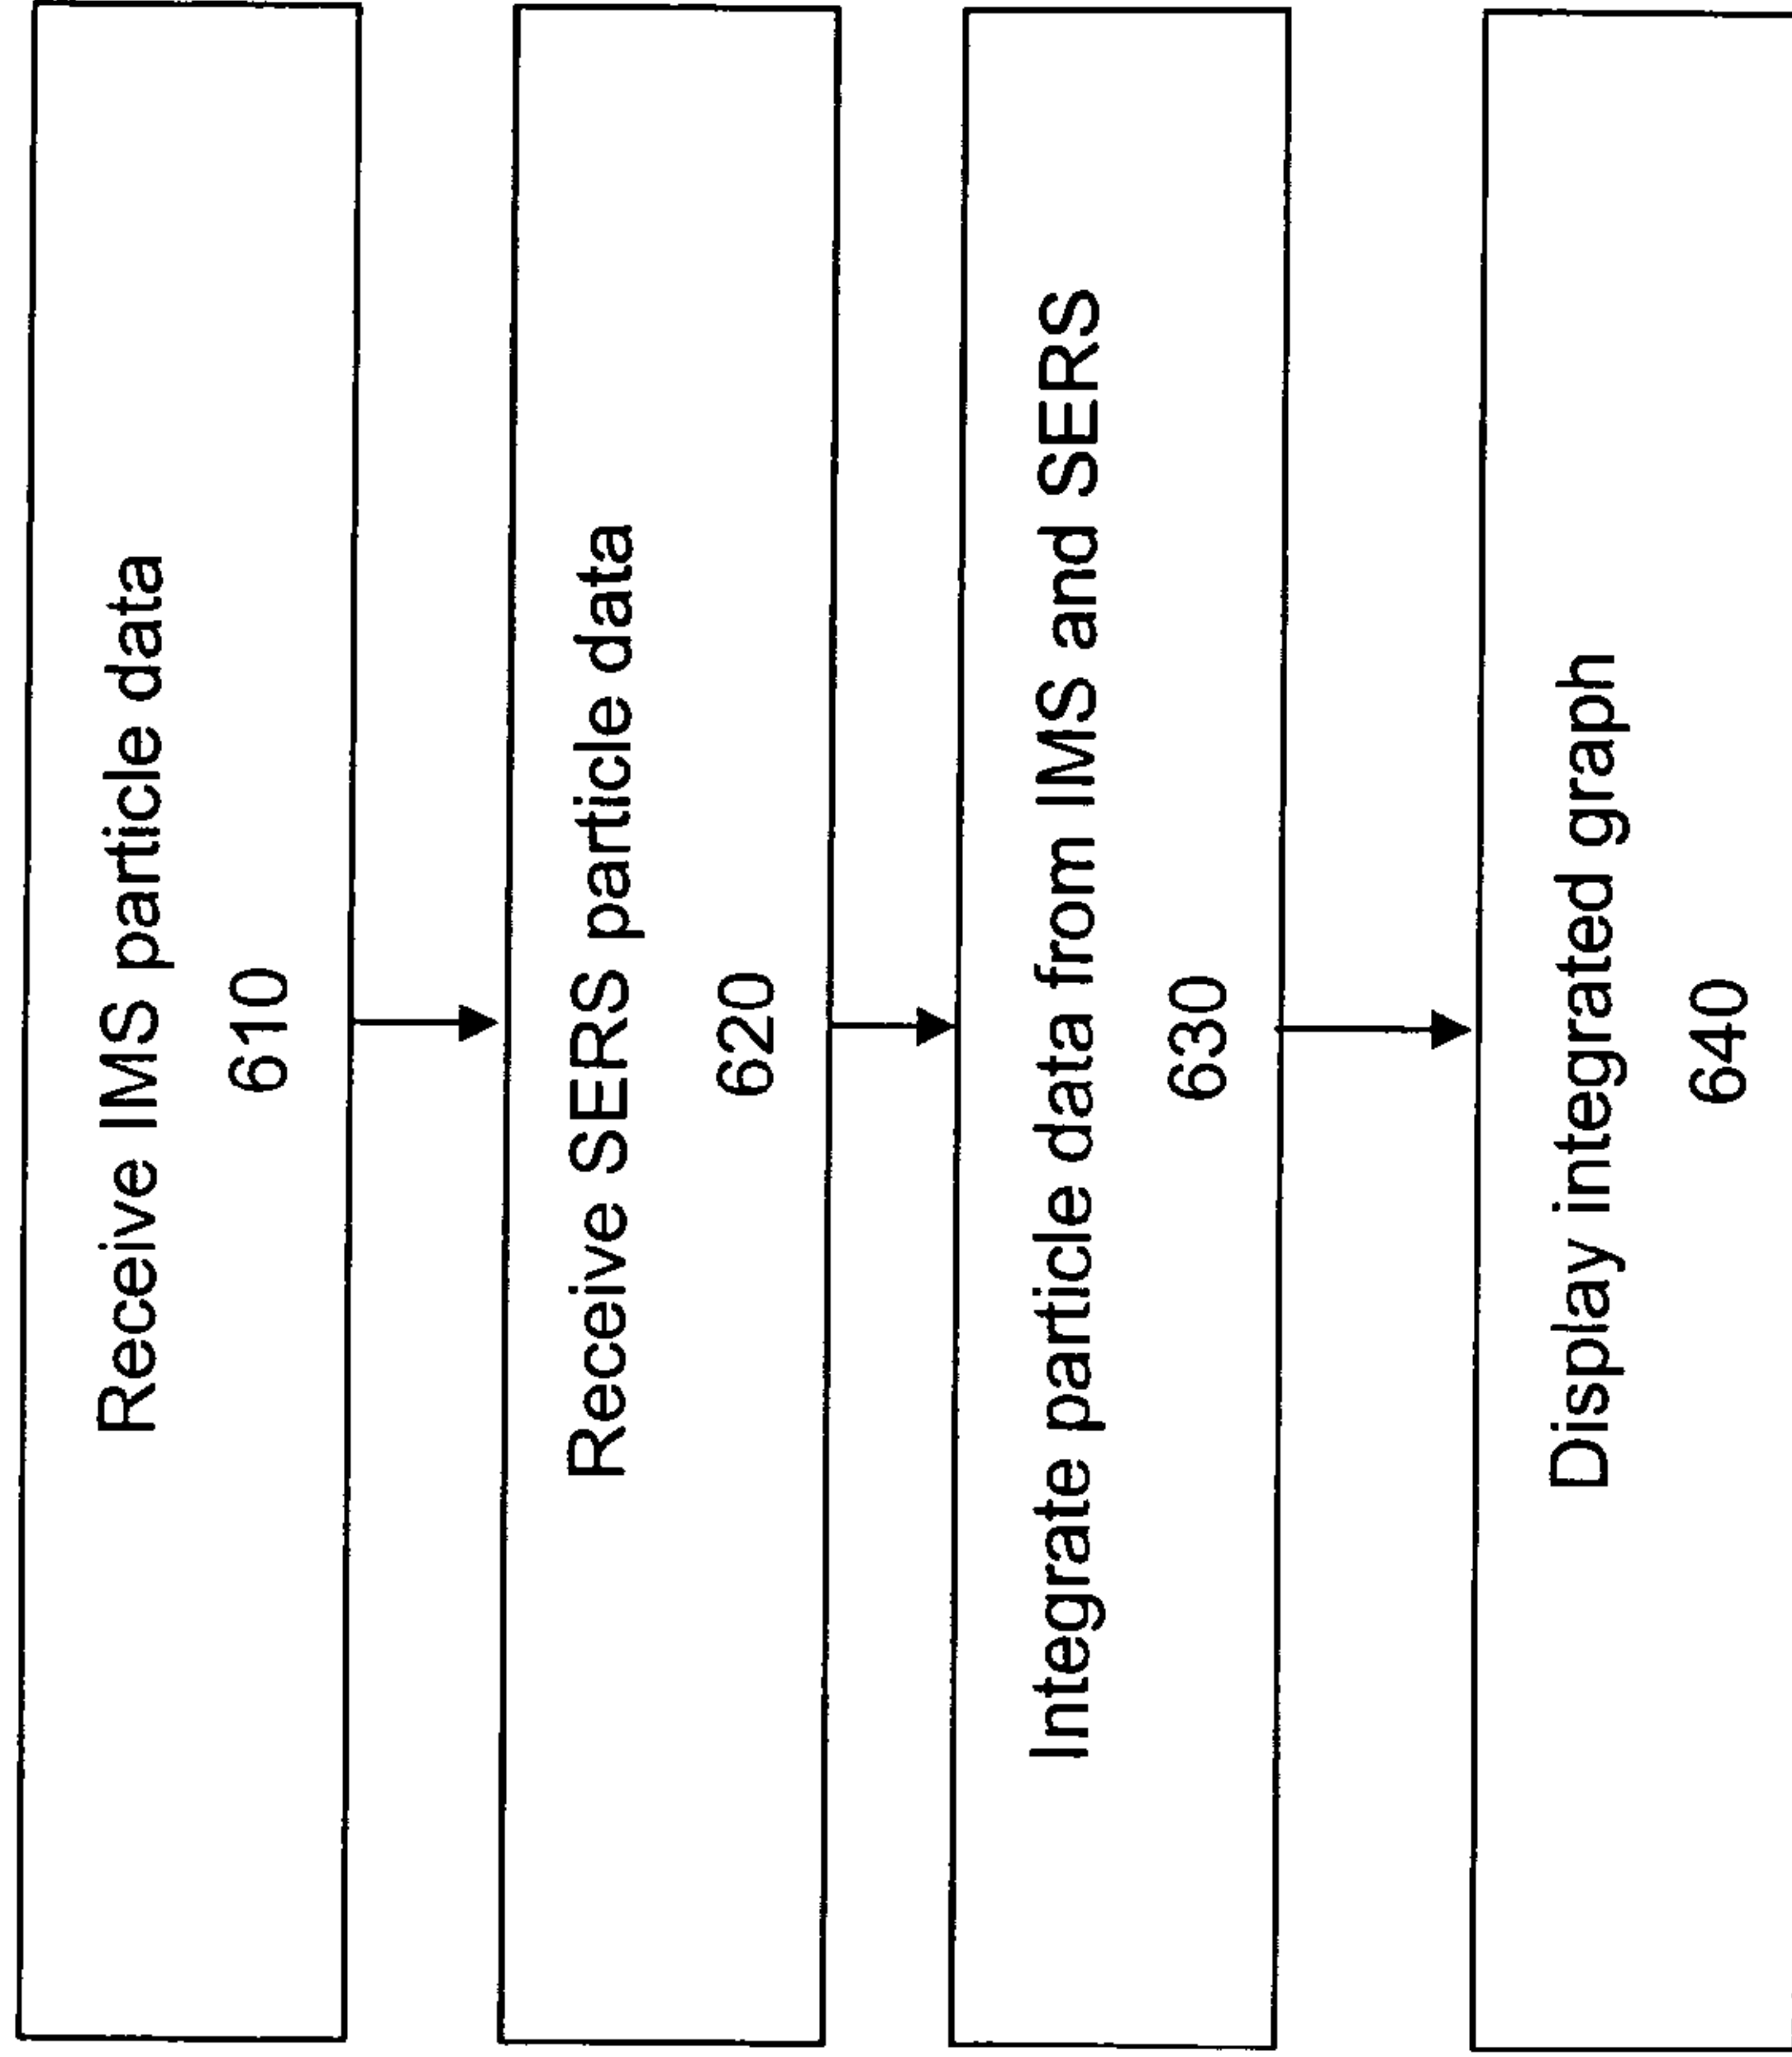 Receive IMS particle data
610
Receive SERS particle data
620
Integrate particle data from IMS and SERS
630
Display integrated graph
640